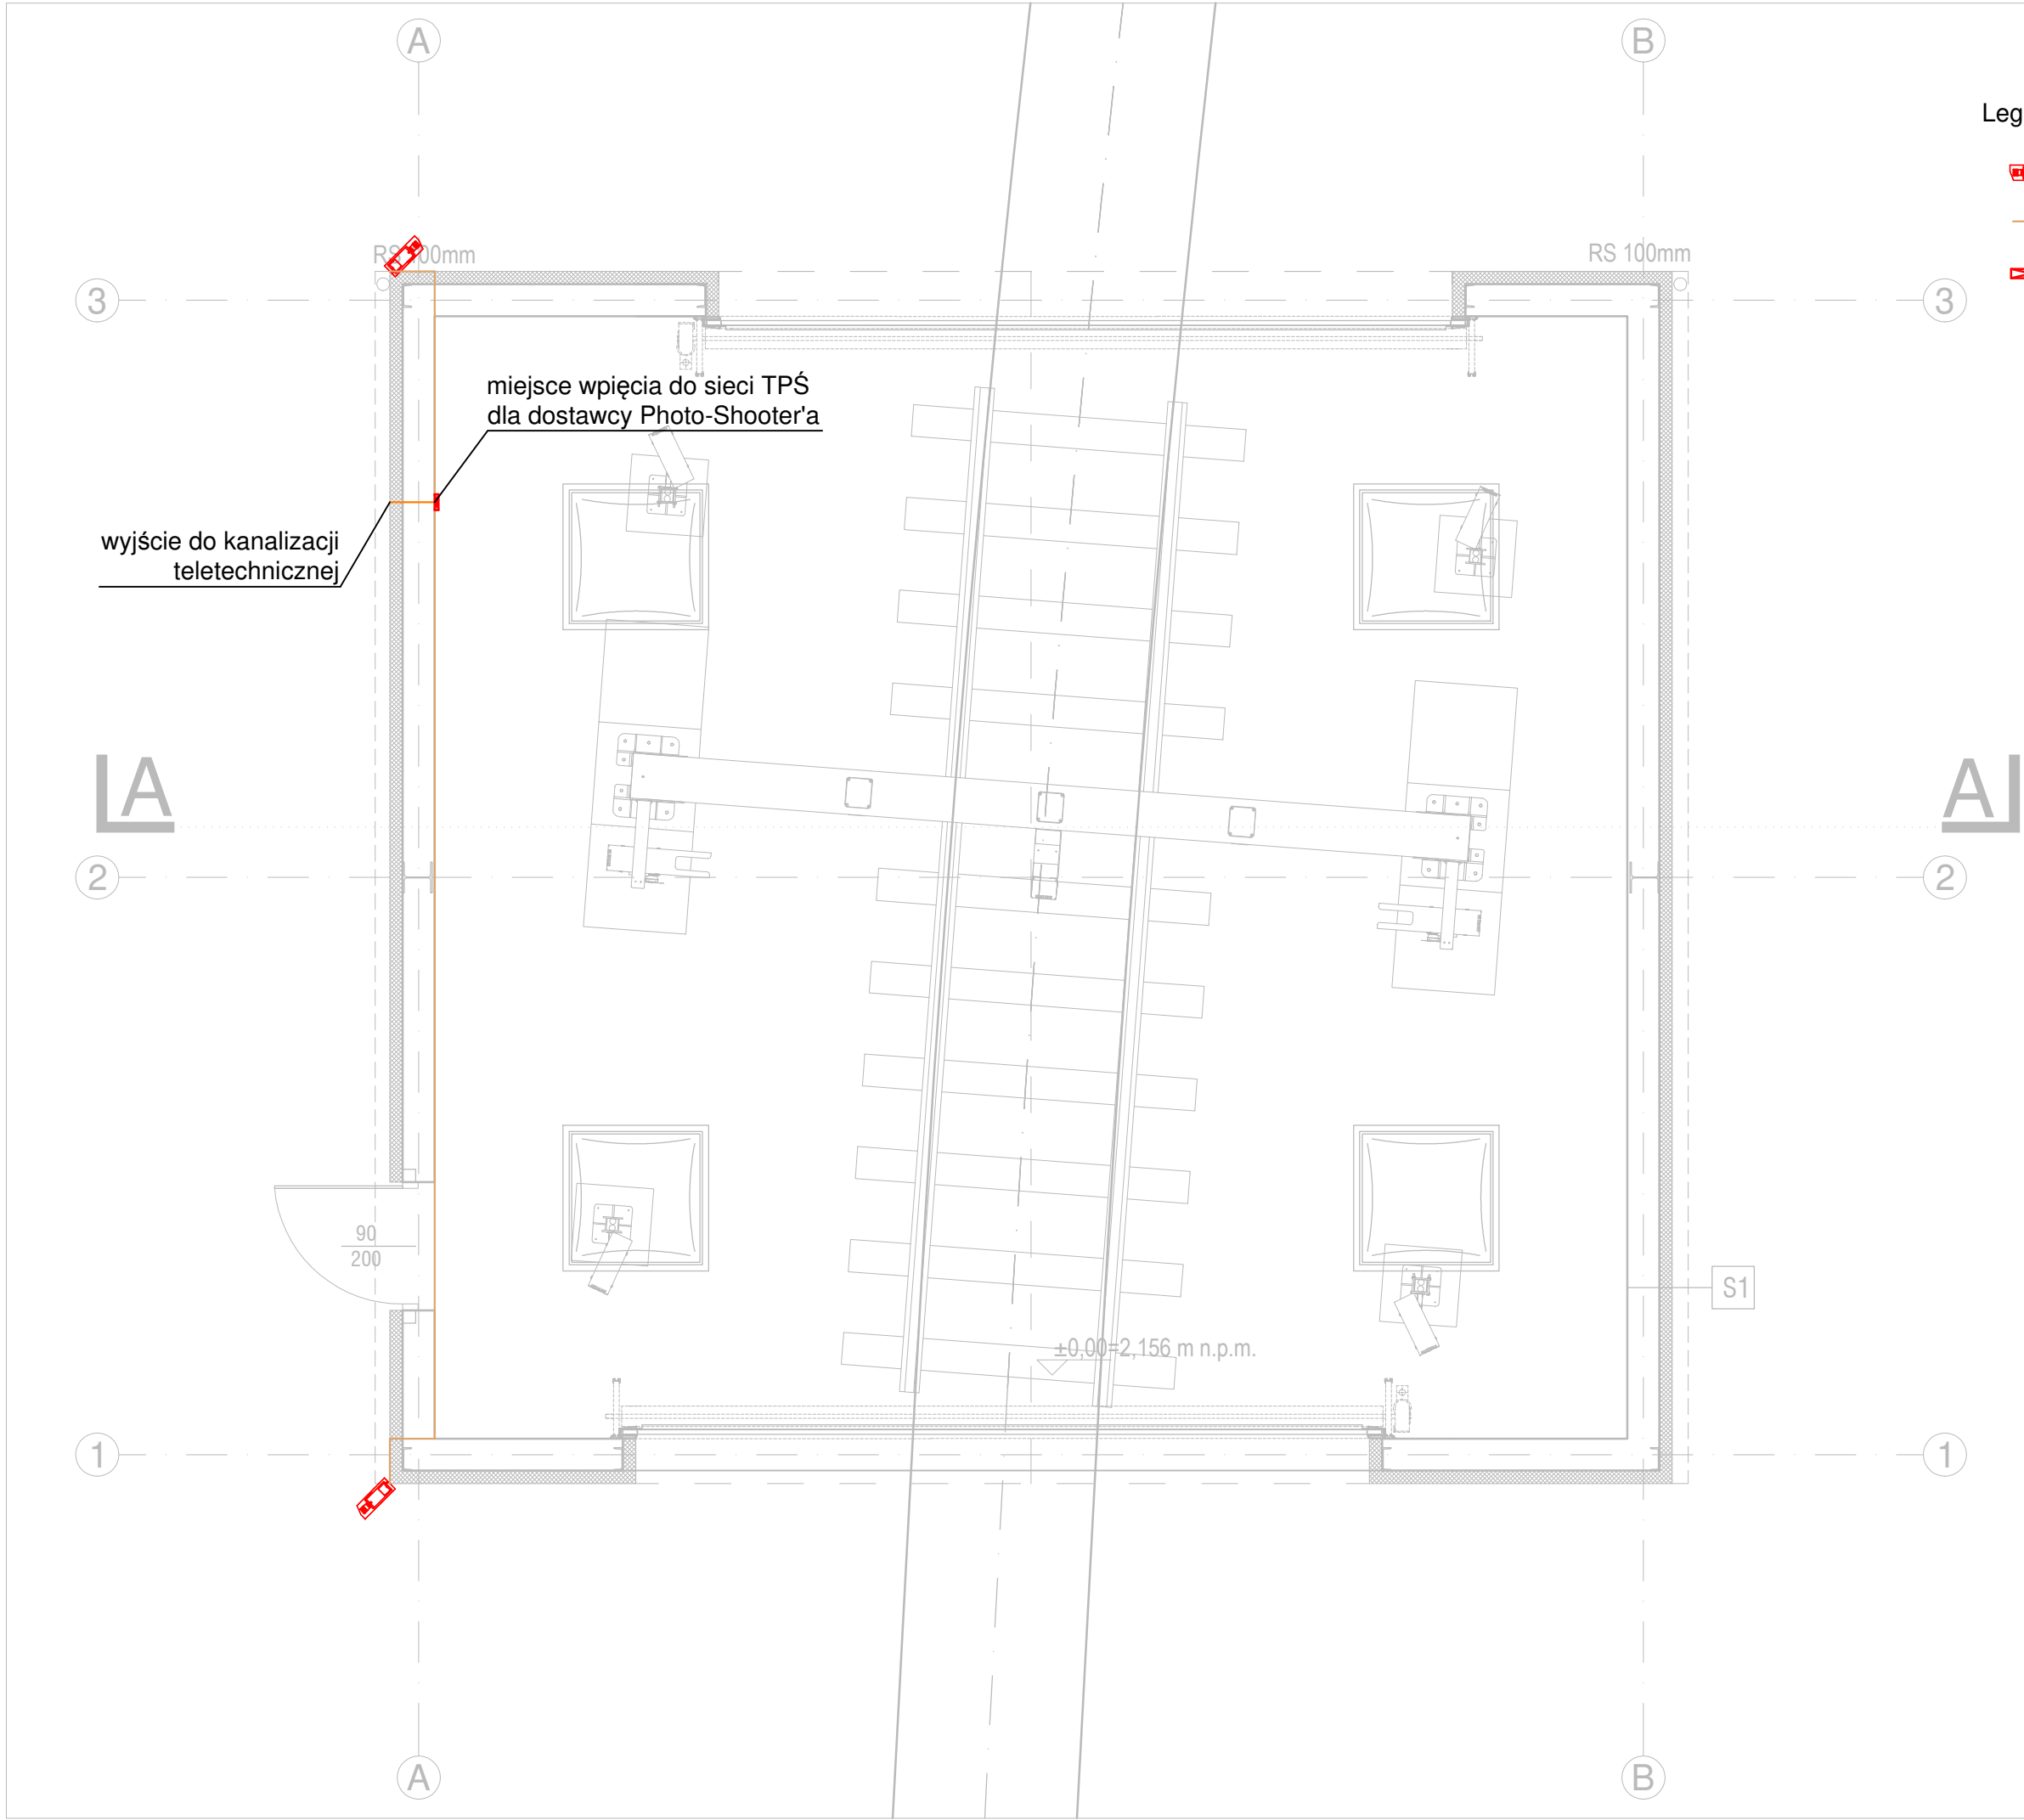 A
B
Leg
RS 100mm
RS 100mm
3
3
miejsce wpięcia do sieci TPŚ
dla dostawcy Photo-Shooter'a
wyjście do kanalizacji
teletechnicznej
A
A
2
2
90
200
S1
±0,00=2,156 m n.p.m.
1
1
A
B